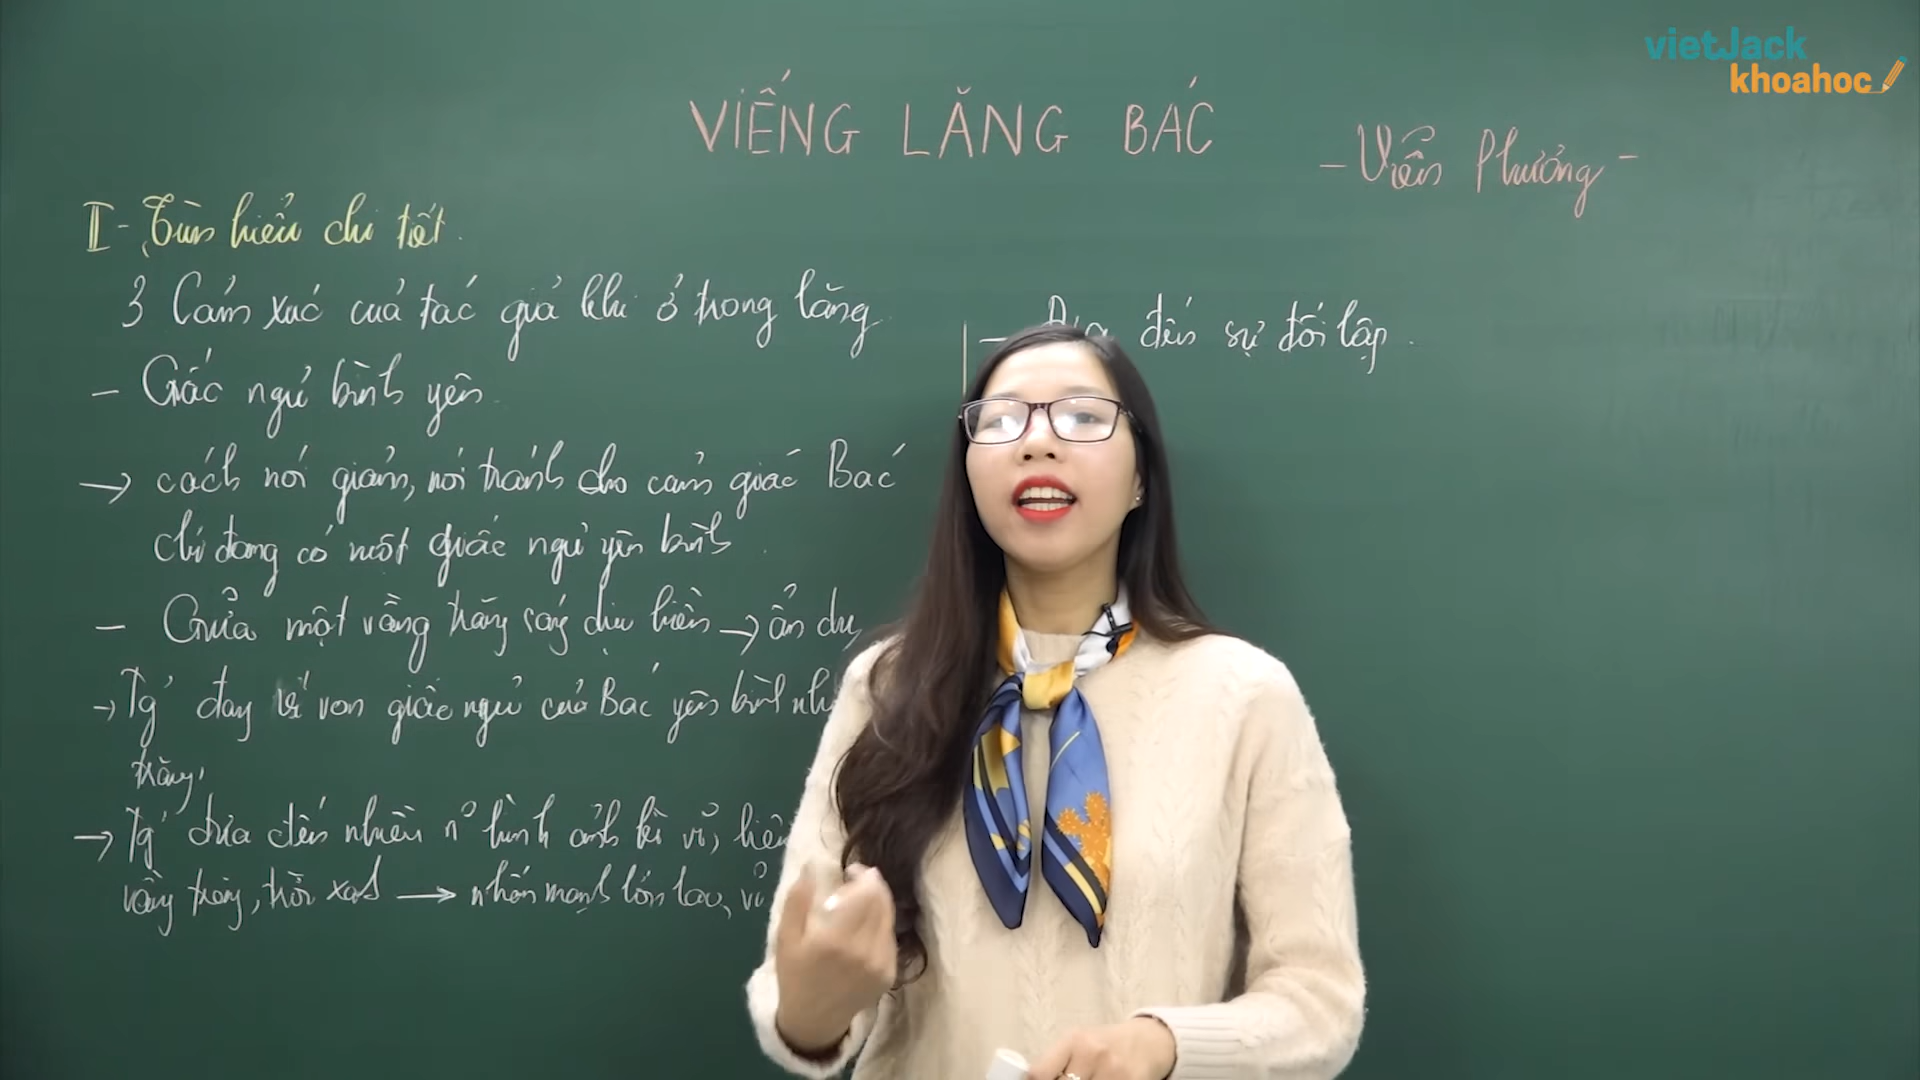 vietJack
khoahoc
VIẾNG LĂNG BÁC
- Viễn Phương -
I - Tìm hiểu chi tiết.
3 Cảm xúc của tác giả khi ở trong lăng
- Giấc ngủ bình yên
→ cách nói giảm, nói tránh cho cảm giác Bác
chỉ đang có một giấc ngủ yên bình.
- Giữa một vầng trăng sáng dịu hiền → ẩn dụ
→ Tg' đang ví von giấc ngủ của Bác yên bình
trăng,
→ Tg' đưa đến nhiều n~ hình ảnh kì vĩ,
vầng trăng, trời xanh → nhấn mạnh lớn lao, vĩ
- Đưa đến sự đối lập.